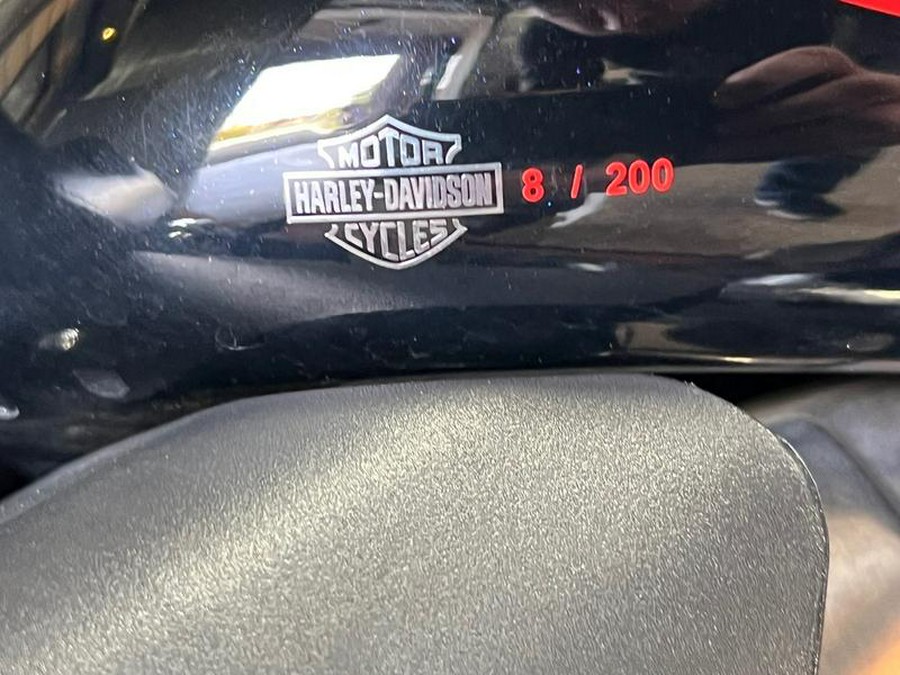 MOTOR
HARLEY-DAVIDSON 8 / 200
CYCLES